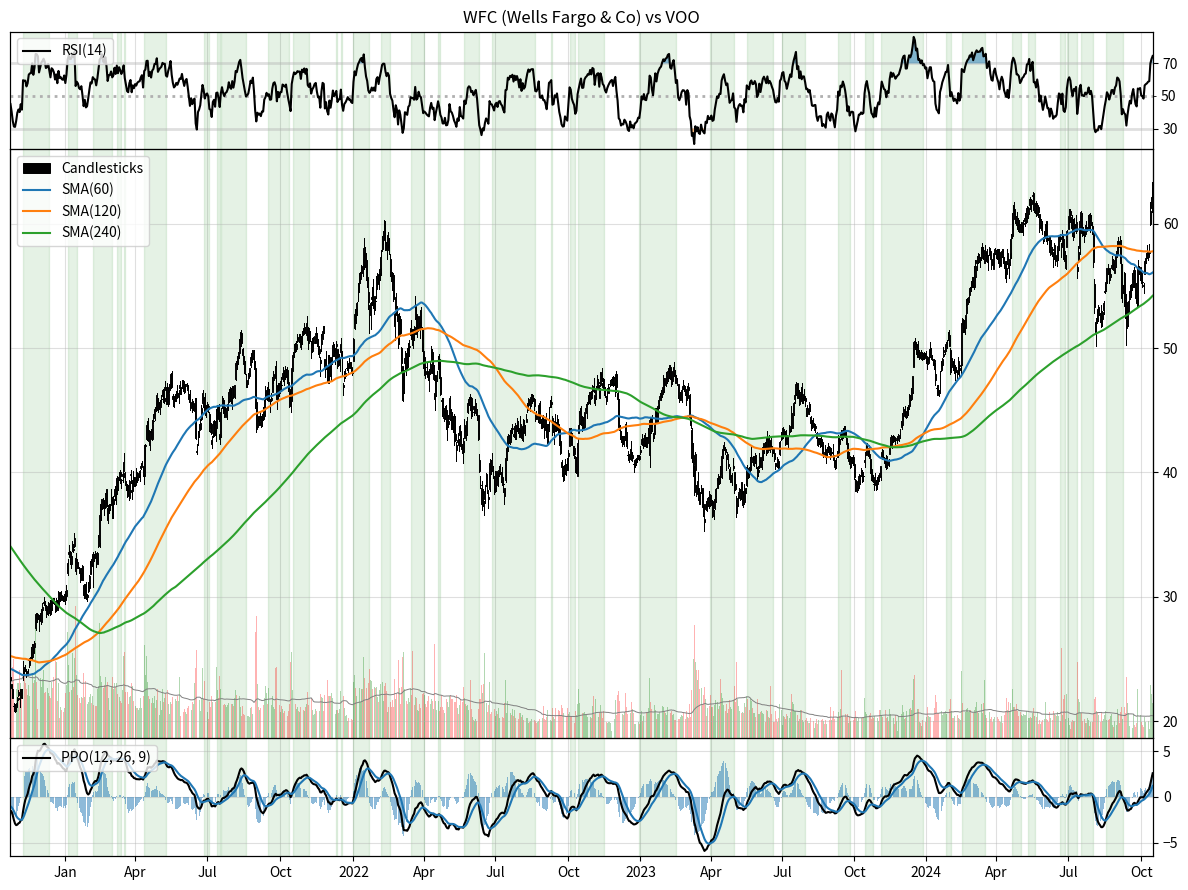 WFC (Wells Fargo & Co) vs VOO
RSI(14)
70
50
30
Candlesticks
SMA(60)
SMA(120)
SMA(240)
60
50
40
30
20
PPO(12, 26, 9)
5
0
−5
Jan Apr Jul Oct 2022 Apr Jul Oct 2023 Apr Jul Oct 2024 Apr Jul Oct